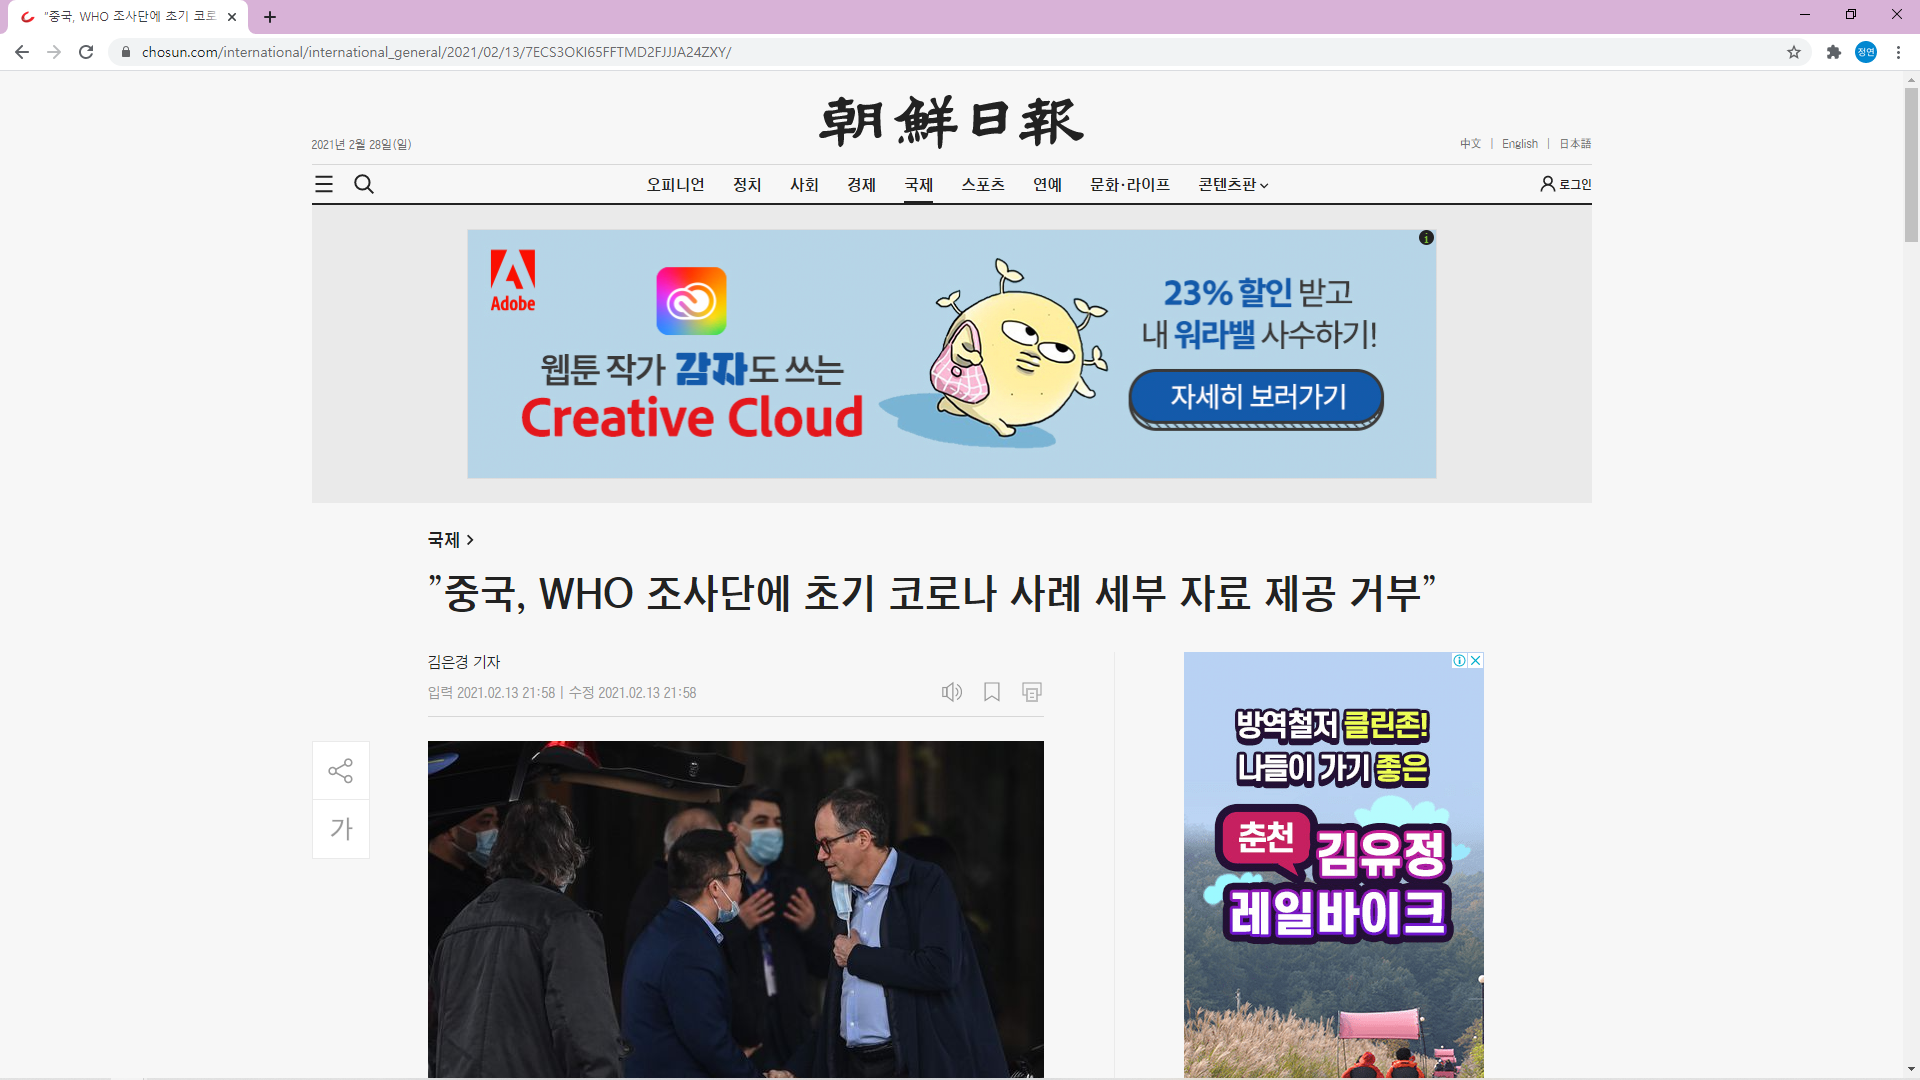 "중국, WHO 조사단에 초기 코로
chosun.com/international/international_general/2021/02/13/7ECS3OKI65FFTMD2FJJJA24ZXY/
정연
朝鮮日報
2021년 2월 28일(일)
中文 | English | 日本語
오피니언 정치 사회 경제 국제 스포츠 연예 문화·라이프 콘텐츠판
로그인
Adobe
웹툰 작가 감자도 쓰는
Creative Cloud
23% 할인 받고
내 워라밸 사수하기!
자세히 보러가기
국제 >
”중국, WHO 조사단에 초기 코로나 사례 세부 자료 제공 거부”
김은경 기자
입력 2021.02.13 21:58 | 수정 2021.02.13 21:58
가
방역철저 클린존!
나들이 가기 좋은
춘천
김유정
레일바이크